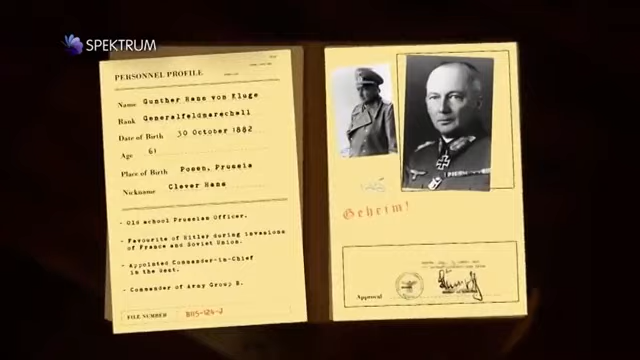 SPEKTRUM
PERSONNEL PROFILE
Name Gunther Hans von Kluge
Rank Generalfeldmarschall
Date of Birth 30 October 1882
Age 61
Place of Birth Posen, Prussia
Nickname Clever Hans
- Old school Prussian Officer.
- Favourite of Hitler during invasions
of France and Soviet Union.
- Appointed Commander-in-Chief
in the West.
- Commander of Army Group B.
FILE NUMBER
Geheim!
Approval